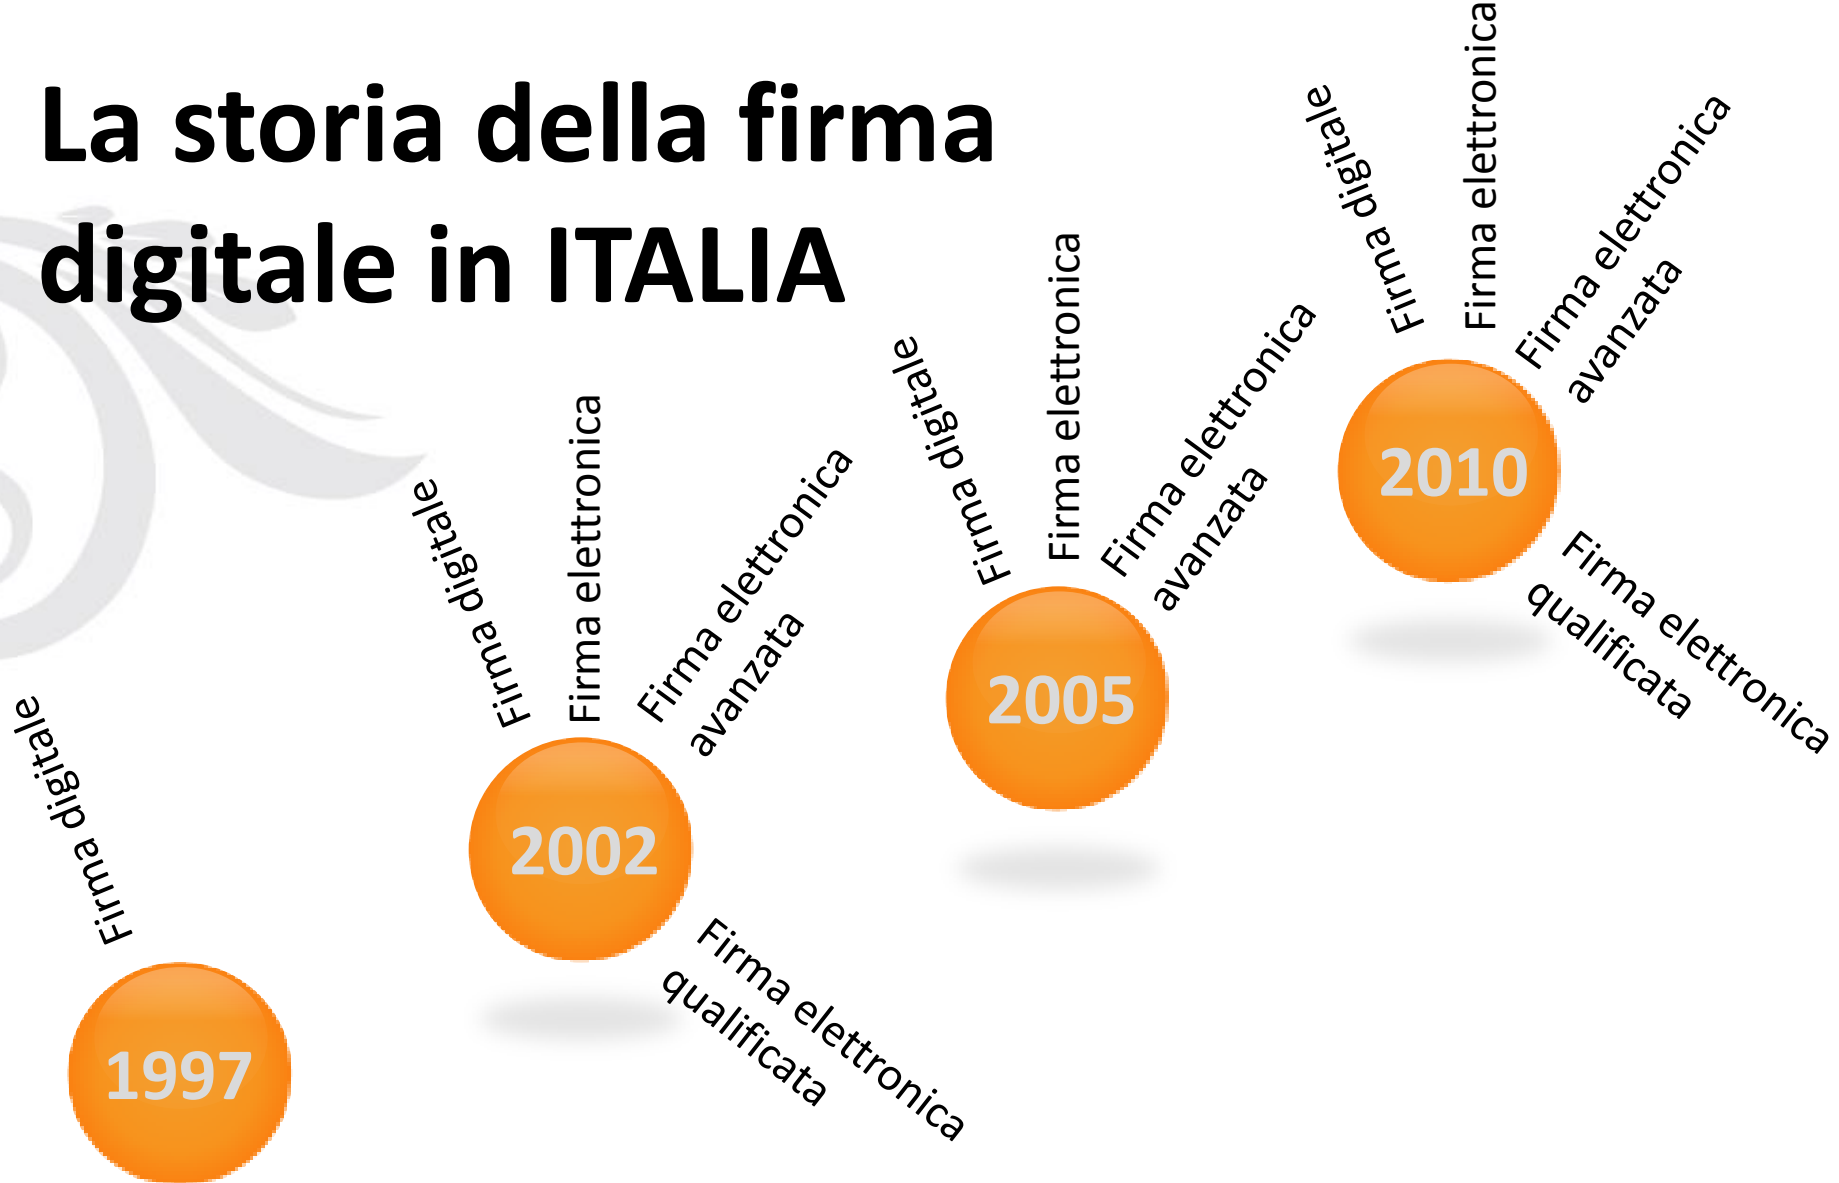 La storia della firma
digitale in ITALIA
Firma digitale
1997
Firma digitale
Firma elettronica
Firma elettronica
avanzata
2002
Firma elettronica
qualificata
Firma digitale
Firma elettronica
Firma elettronica
avanzata
2005
Firma digitale
Firma elettronica
Firma elettronica
avanzata
2010
Firma elettronica
qualificata